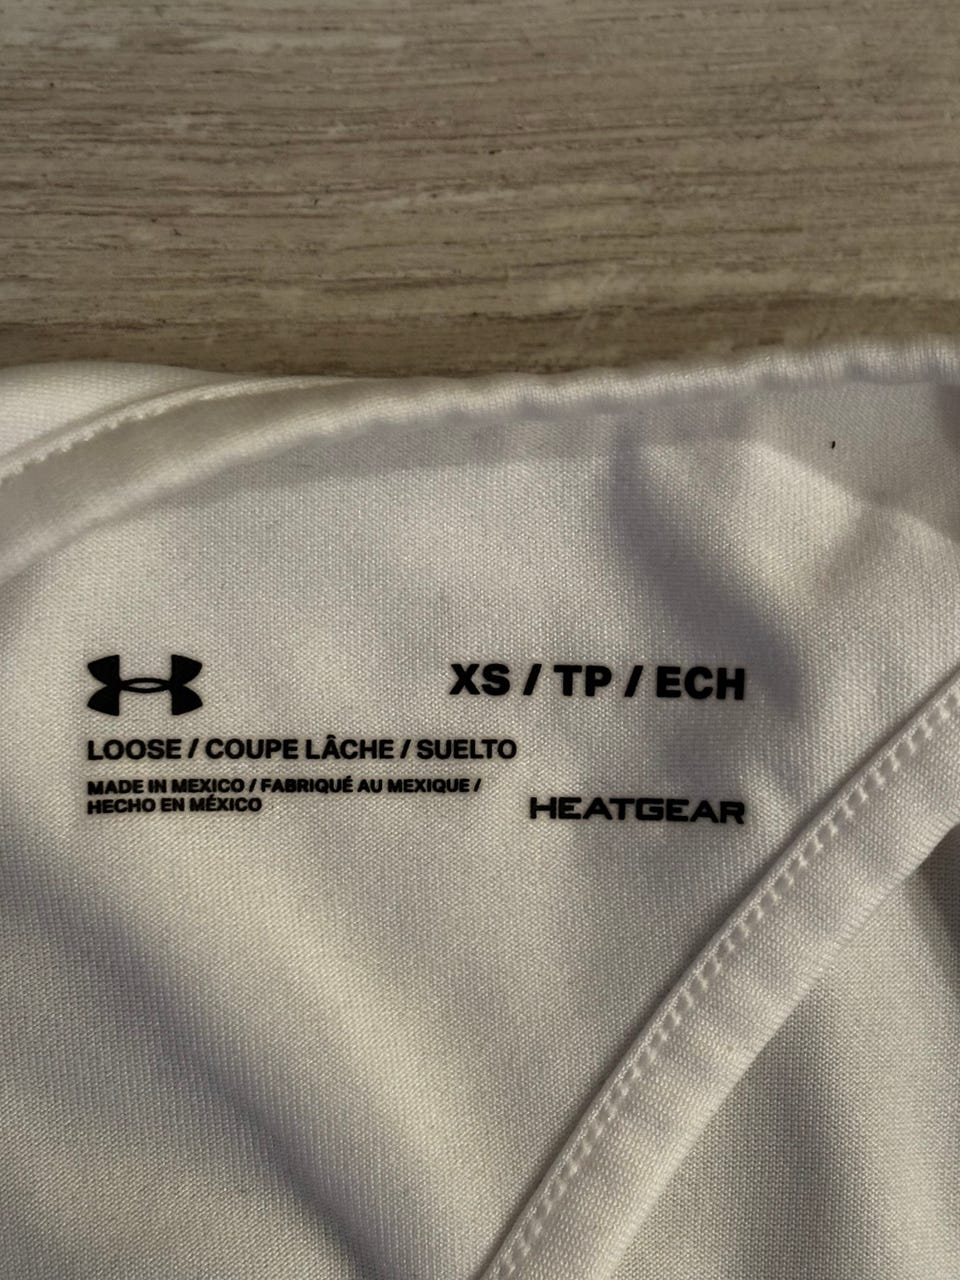 XS / TP / ECH
LOOSE / COUPE LÂCHE / SUELTO
MADE IN MEXICO / FABRIQUÉ AU MEXIQUE /
HECHO EN MÉXICO
HEATGEAR